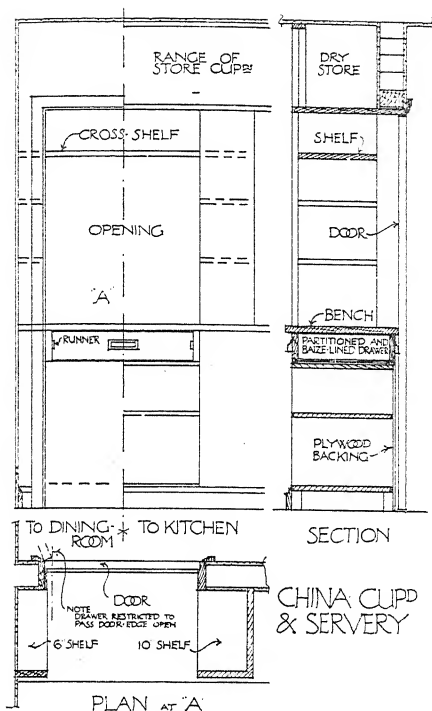 RANGE OF
STORE CUPDS
DRY
STORE
CROSS-SHELF
SHELF
OPENING
DOOR
"A"
BENCH
RUNNER
PARTITIONED AND
BAIZE-LINED DRAWER
PLYWOOD
BACKING
TO DINING-
ROOM
TO KITCHEN
SECTION
DOOR
NOTE
DRAWER RESTRICTED TO
PASS DOOR-EDGE OPEN
6" SHELF
10" SHELF
CHINA CUPD
& SERVERY
PLAN AT "A"